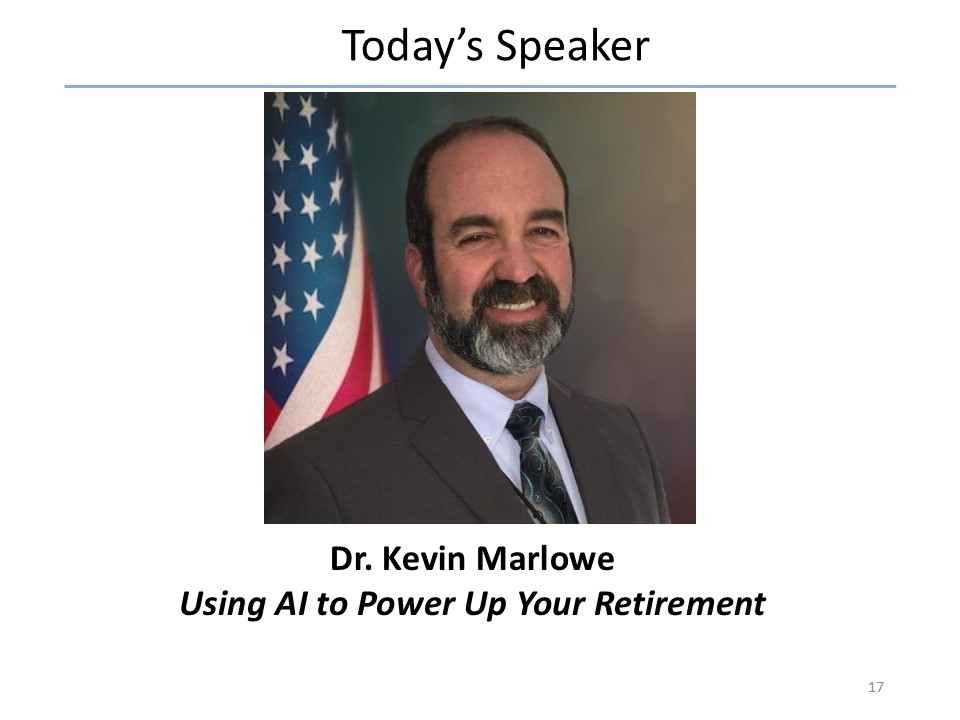 Today’s Speaker
Dr. Kevin Marlowe
Using AI to Power Up Your Retirement
17